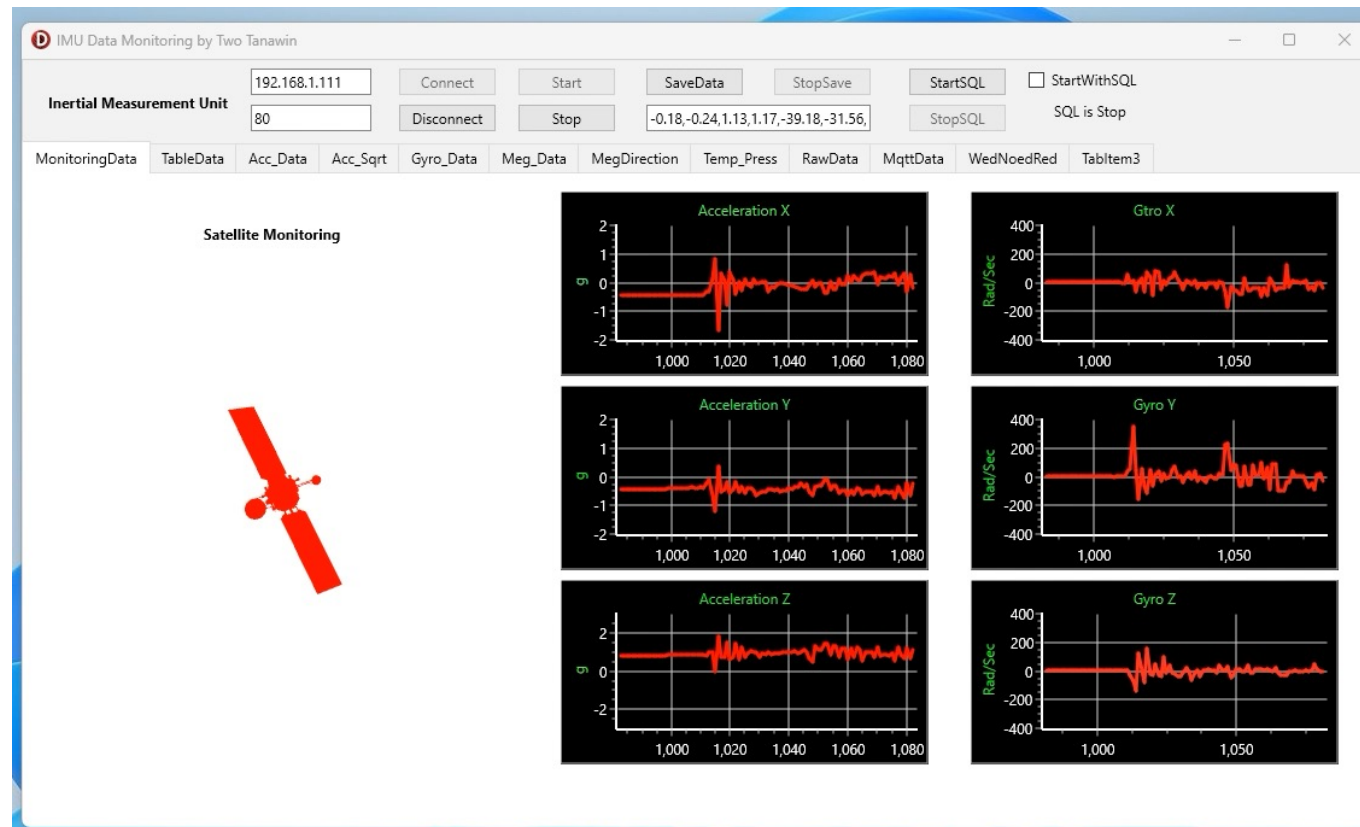 IMU Data Monitoring by Two Tanawin
Inertial Measurement Unit
192.168.1.111 Connect Start SaveData StopSave StartSQL StartWithSQL
80 Disconnect Stop -0.18,-0.24,1.13,1.17,-39.18,-31.56, StopSQL SQL is Stop
MonitoringData TableData Acc_Data Acc_Sqrt Gyro_Data Meg_Data MegDirection Temp_Press RawData MqttData WedNoedRed TabItem3
Satellite Monitoring
Acceleration X
g
2
1
0
-1
-2
1,000 1,020 1,040 1,060 1,080
Gtro X
Rad/Sec
400
200
0
-200
-400
1,000 1,050
Acceleration Y
g
2
1
0
-1
-2
1,000 1,020 1,040 1,060 1,080
Gyro Y
Rad/Sec
400
200
0
-200
-400
1,000 1,050
Acceleration Z
g
2
0
-2
1,000 1,020 1,040 1,060 1,080
Gyro Z
Rad/Sec
400
200
0
-200
-400
1,000 1,050